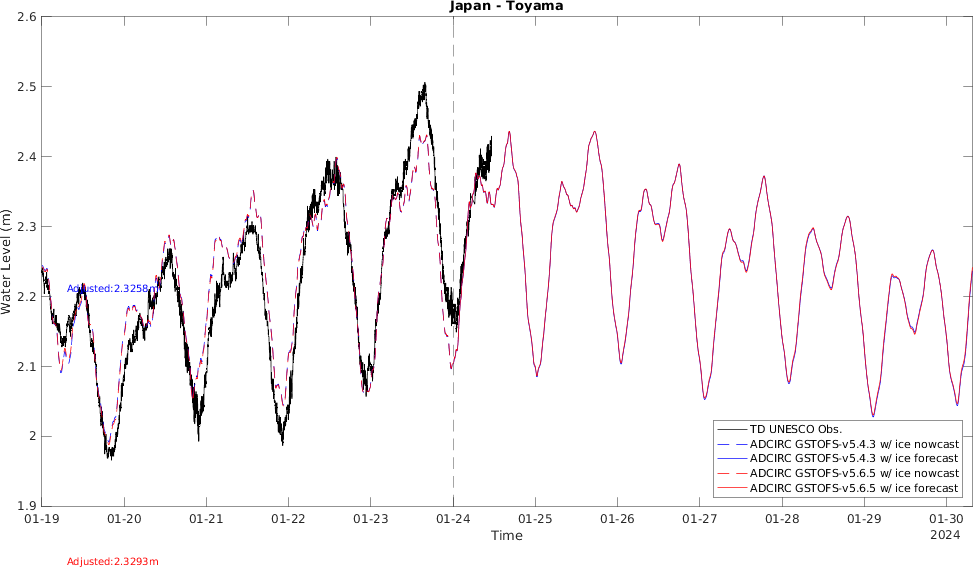 Japan - Toyama
2.6
2.5
2.4
2.3
2.2
2.1
2
1.9
Water Level (m)
Adjusted:2.3258m
TD UNESCO Obs.
ADCIRC GSTOFS-v5.4.3 w/ ice nowcast
ADCIRC GSTOFS-v5.4.3 w/ ice forecast
ADCIRC GSTOFS-v5.6.5 w/ ice nowcast
ADCIRC GSTOFS-v5.6.5 w/ ice forecast
01-19 01-20 01-21 01-22 01-23 01-24 01-25 01-26 01-27 01-28 01-29 01-30
Time
2024
Adjusted:2.3293m